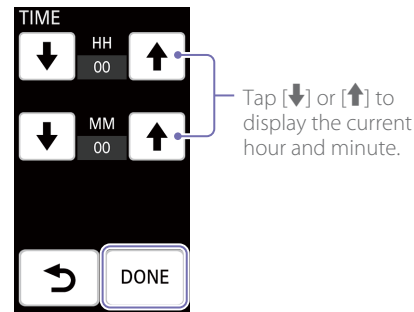 TIME
HH
00
MM
00
DONE
Tap [⬇] or [⬆] to
display the current
hour and minute.